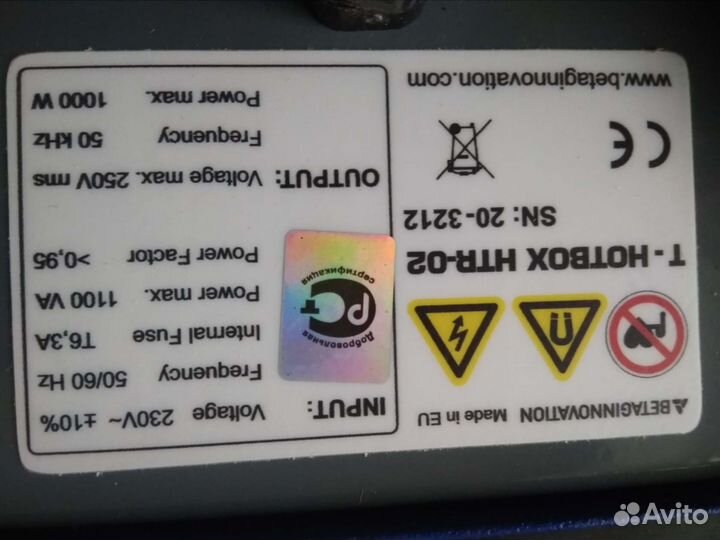 BETAGINNOVATION Made in EU
T - HOTBOX HTR-02
SN: 20-3212
CE
www.betaginnovation.com
INPUT: Voltage 230V~ ±10%
Frequency 50/60 Hz
Internal Fuse T6,3A
Power max. 1100 VA
Power Factor >0,95
OUTPUT: Voltage max. 250V rms
Frequency 50 kHz
Power max. 1000 W
Добровольная
РСТ
сертификация
Avito